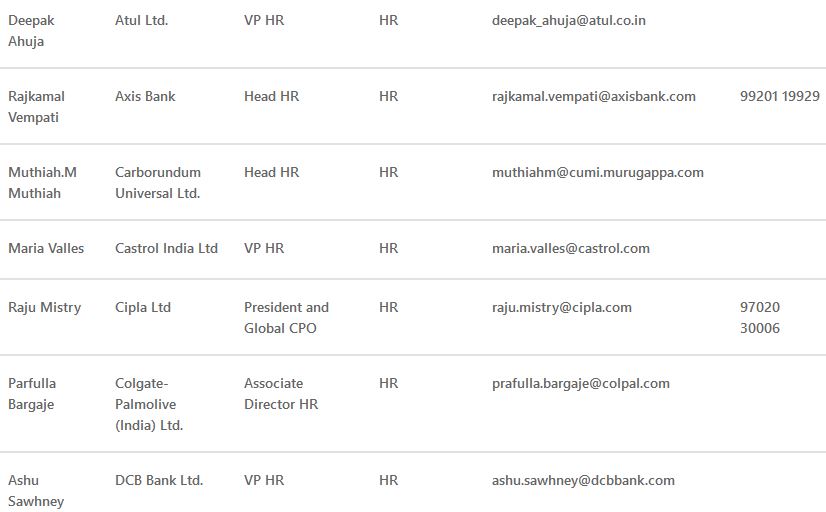 Deepak Ahuja Atul Ltd. VP HR HR deepak_ahuja@atul.co.in
Rajkamal Vempati Axis Bank Head HR HR rajkamal.vempati@axisbank.com 99201 19929
Muthiah.M Muthiah Carborundum Universal Ltd. Head HR HR muthiahm@cumi.murugappa.com
Maria Valles Castrol India Ltd VP HR HR maria.valles@castrol.com
Raju Mistry Cipla Ltd President and Global CPO HR raju.mistry@cipla.com 97020 30006
Parfulla Bargaje Colgate-Palmolive (India) Ltd. Associate Director HR HR prafulla.bargaje@colpal.com
Ashu Sawhney DCB Bank Ltd. VP HR HR ashu.sawhney@dcbbank.com